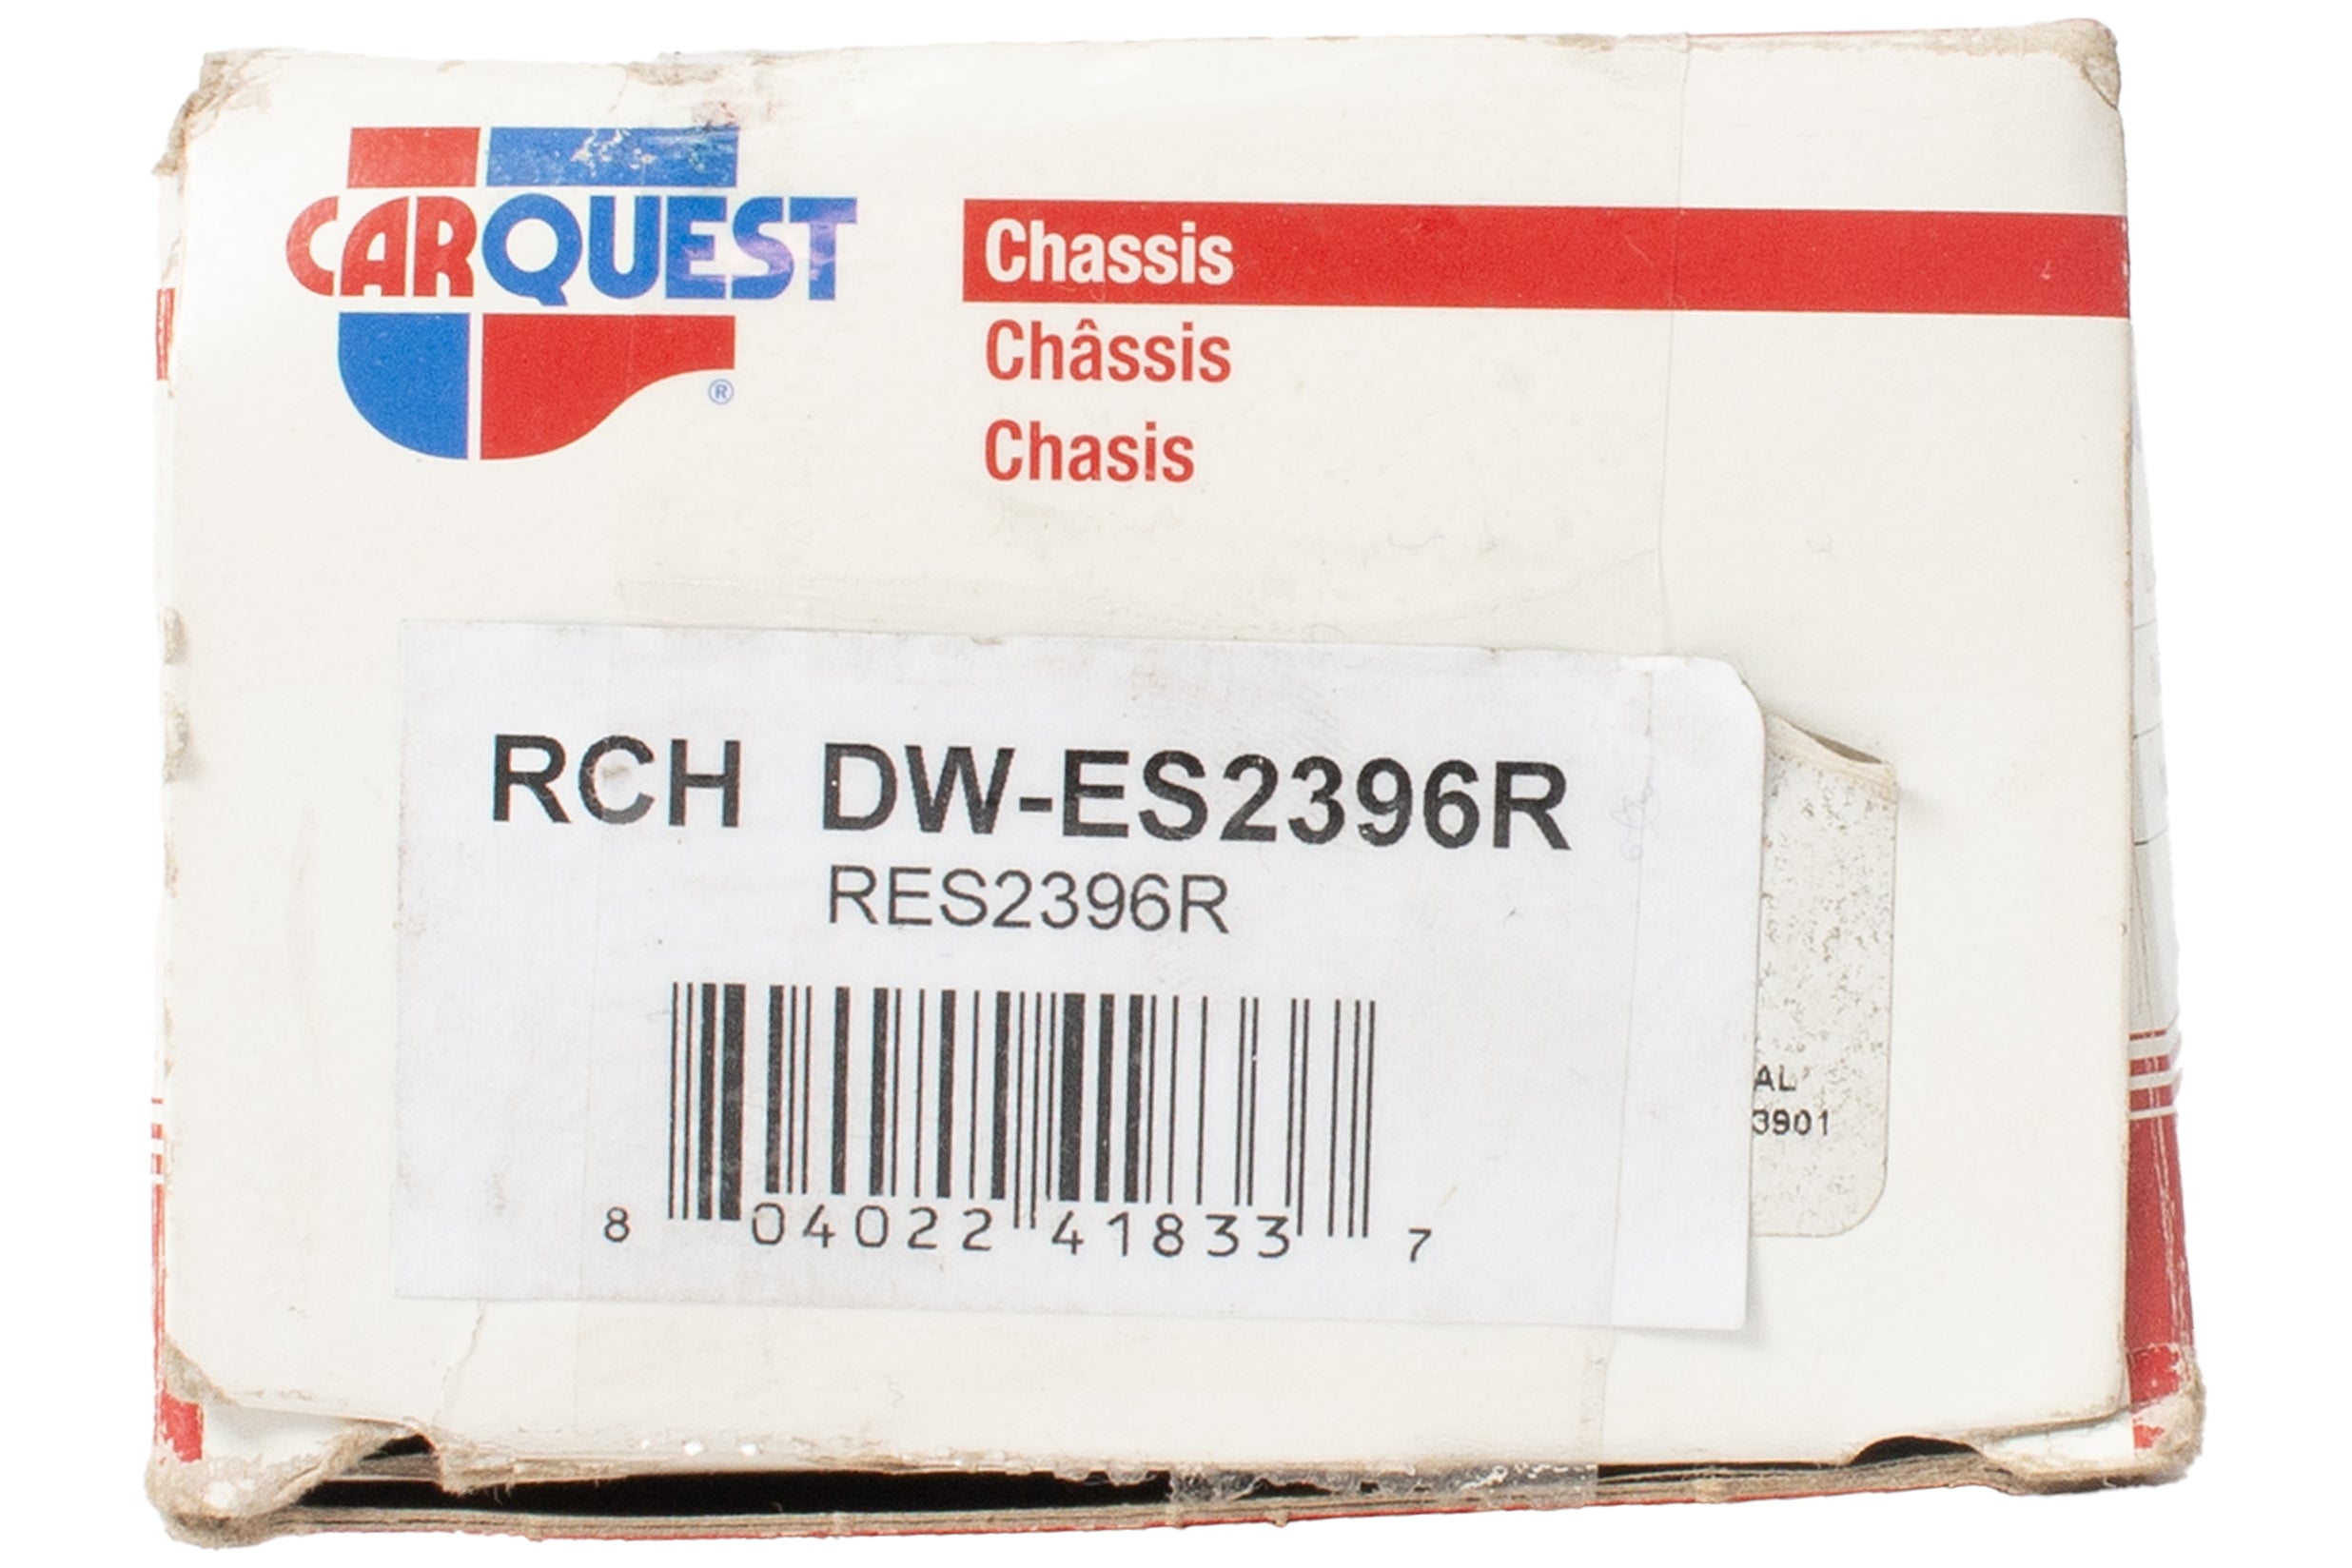 CARQUEST
®
Chassis
Châssis
Chasis
RCH DW-ES2396R
RES2396R
8 04022 41833 7
AL
3901